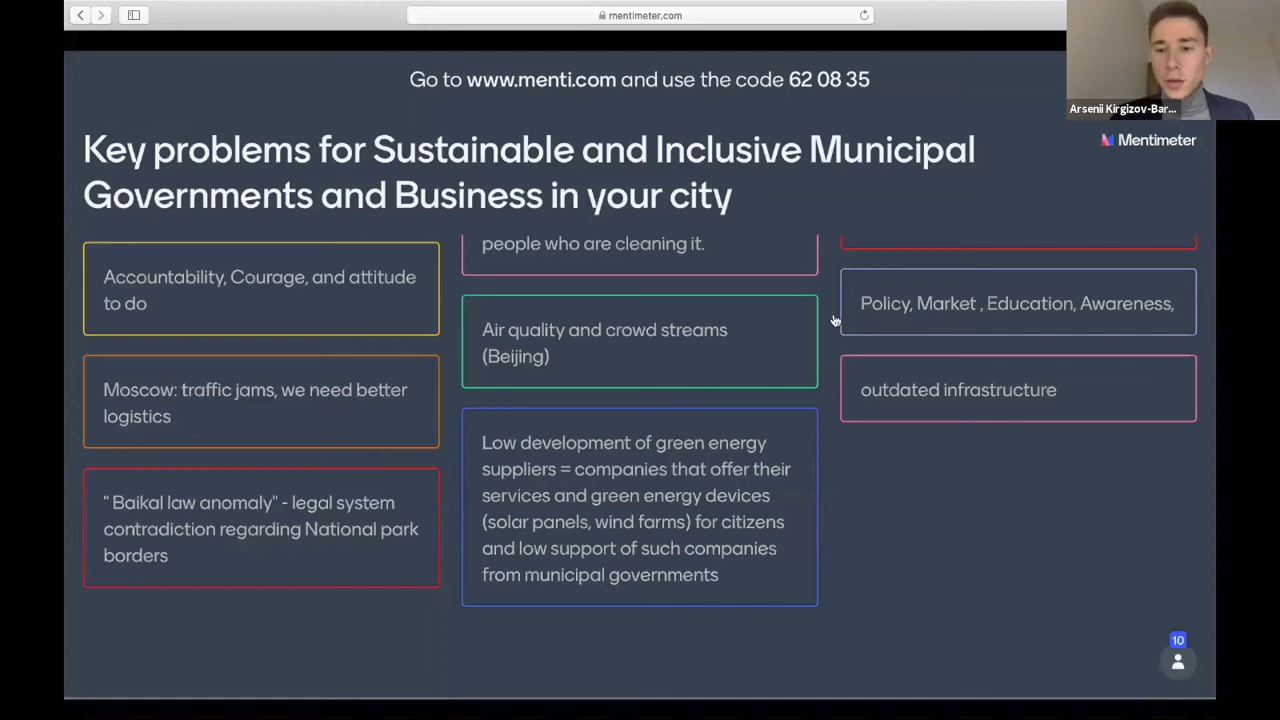 mentimeter.com
Arsenii Kirgizov-Bar...
Go to www.menti.com and use the code 62 08 35
Mentimeter
Key problems for Sustainable and Inclusive Municipal
Governments and Business in your city
Accountability, Courage, and attitude
to do
Moscow: traffic jams, we need better
logistics
" Baikal law anomaly" - legal system
contradiction regarding National park
borders
people who are cleaning it.
Air quality and crowd streams
(Beijing)
Low development of green energy
suppliers = companies that offer their
services and green energy devices
(solar panels, wind farms) for citizens
and low support of such companies
from municipal governments
Policy, Market , Education, Awareness,
outdated infrastructure
10